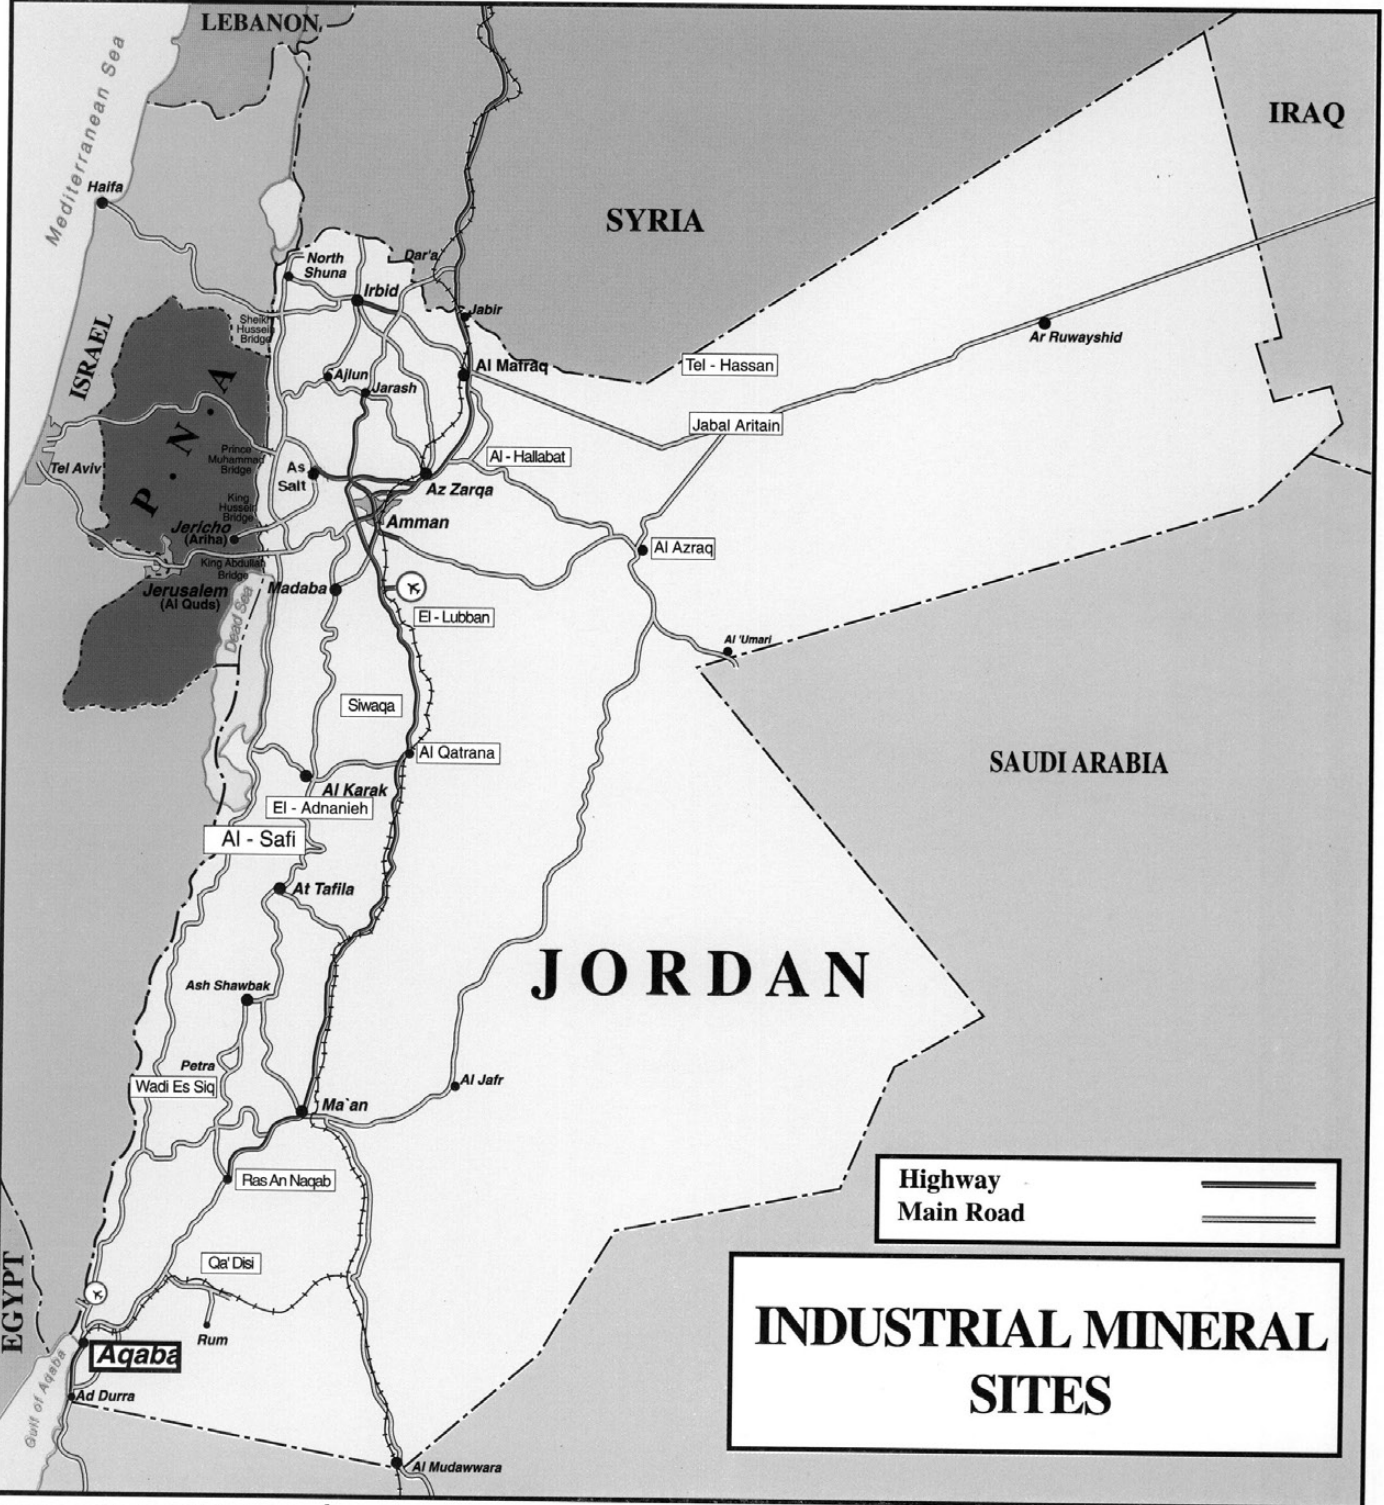 LEBANON
Mediterranean Sea
IRAQ
Haifa
SYRIA
North
Shuna
Dar'a
Irbid
Jabir
Sheikh
Hussein
Bridge
Ar Ruwayshid
ISRAEL
Al Mafraq
Tel - Hassan
Ajlun
Jarash
P N A
Jabal Aritain
Prince
Muhammad
Bridge
Al - Hallabat
Tel Aviv
As
Salt
Az Zarqa
King
Hussein
Bridge
Amman
Jericho
(Ariha)
Al Azraq
King Abdullah
Bridge
Jerusalem
(Al Quds)
Madaba
Dead Sea
El - Lubban
Al 'Umari
Siwaqa
Al Qatrana
SAUDI ARABIA
Al Karak
El - Adnanieh
Al - Safi
At Tafila
JORDAN
Ash Shawbak
Petra
Wadi Es Siq
Al Jafr
Ma`an
Ras An Naqab
Highway
Main Road
Qa' Disi
EGYPT
Rum
Aqaba
Gulf of Aqaba
Ad Durra
Al Mudawwara
INDUSTRIAL MINERAL
SITES